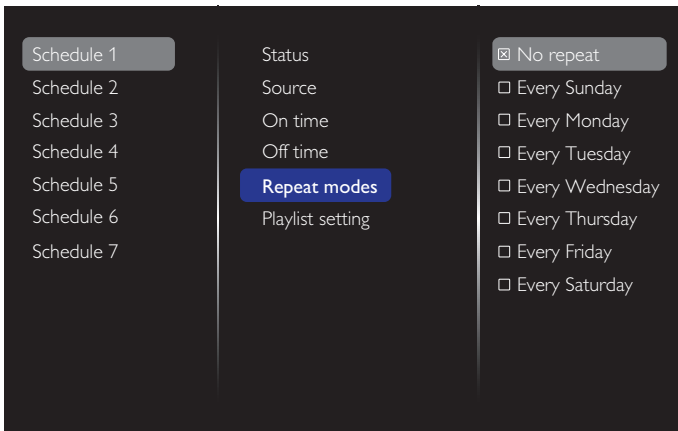 Schedule 1
Schedule 2
Schedule 3
Schedule 4
Schedule 5
Schedule 6
Schedule 7
Status
Source
On time
Off time
Repeat modes
Playlist setting
No repeat
Every Sunday
Every Monday
Every Tuesday
Every Wednesday
Every Thursday
Every Friday
Every Saturday